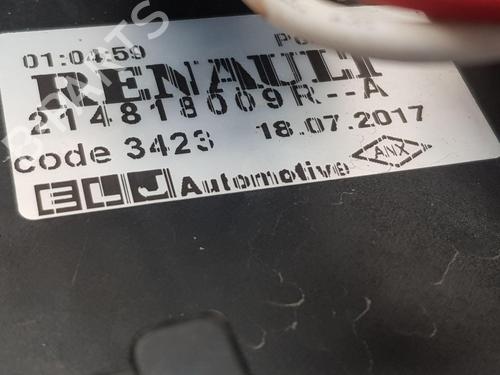 01:04:59
RENAULT
214818009R--A
code 3423 18.07.2017
ELJ Automotive ANX